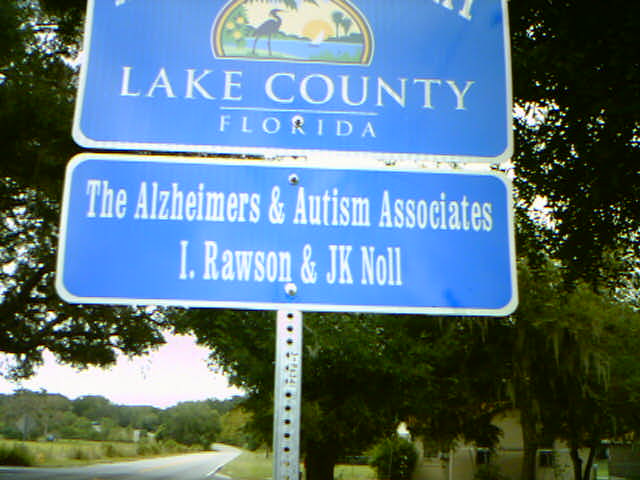 LAKE COUNTY
FLORIDA
The Alzheimers & Autism Associates
I. Rawson & JK Noll